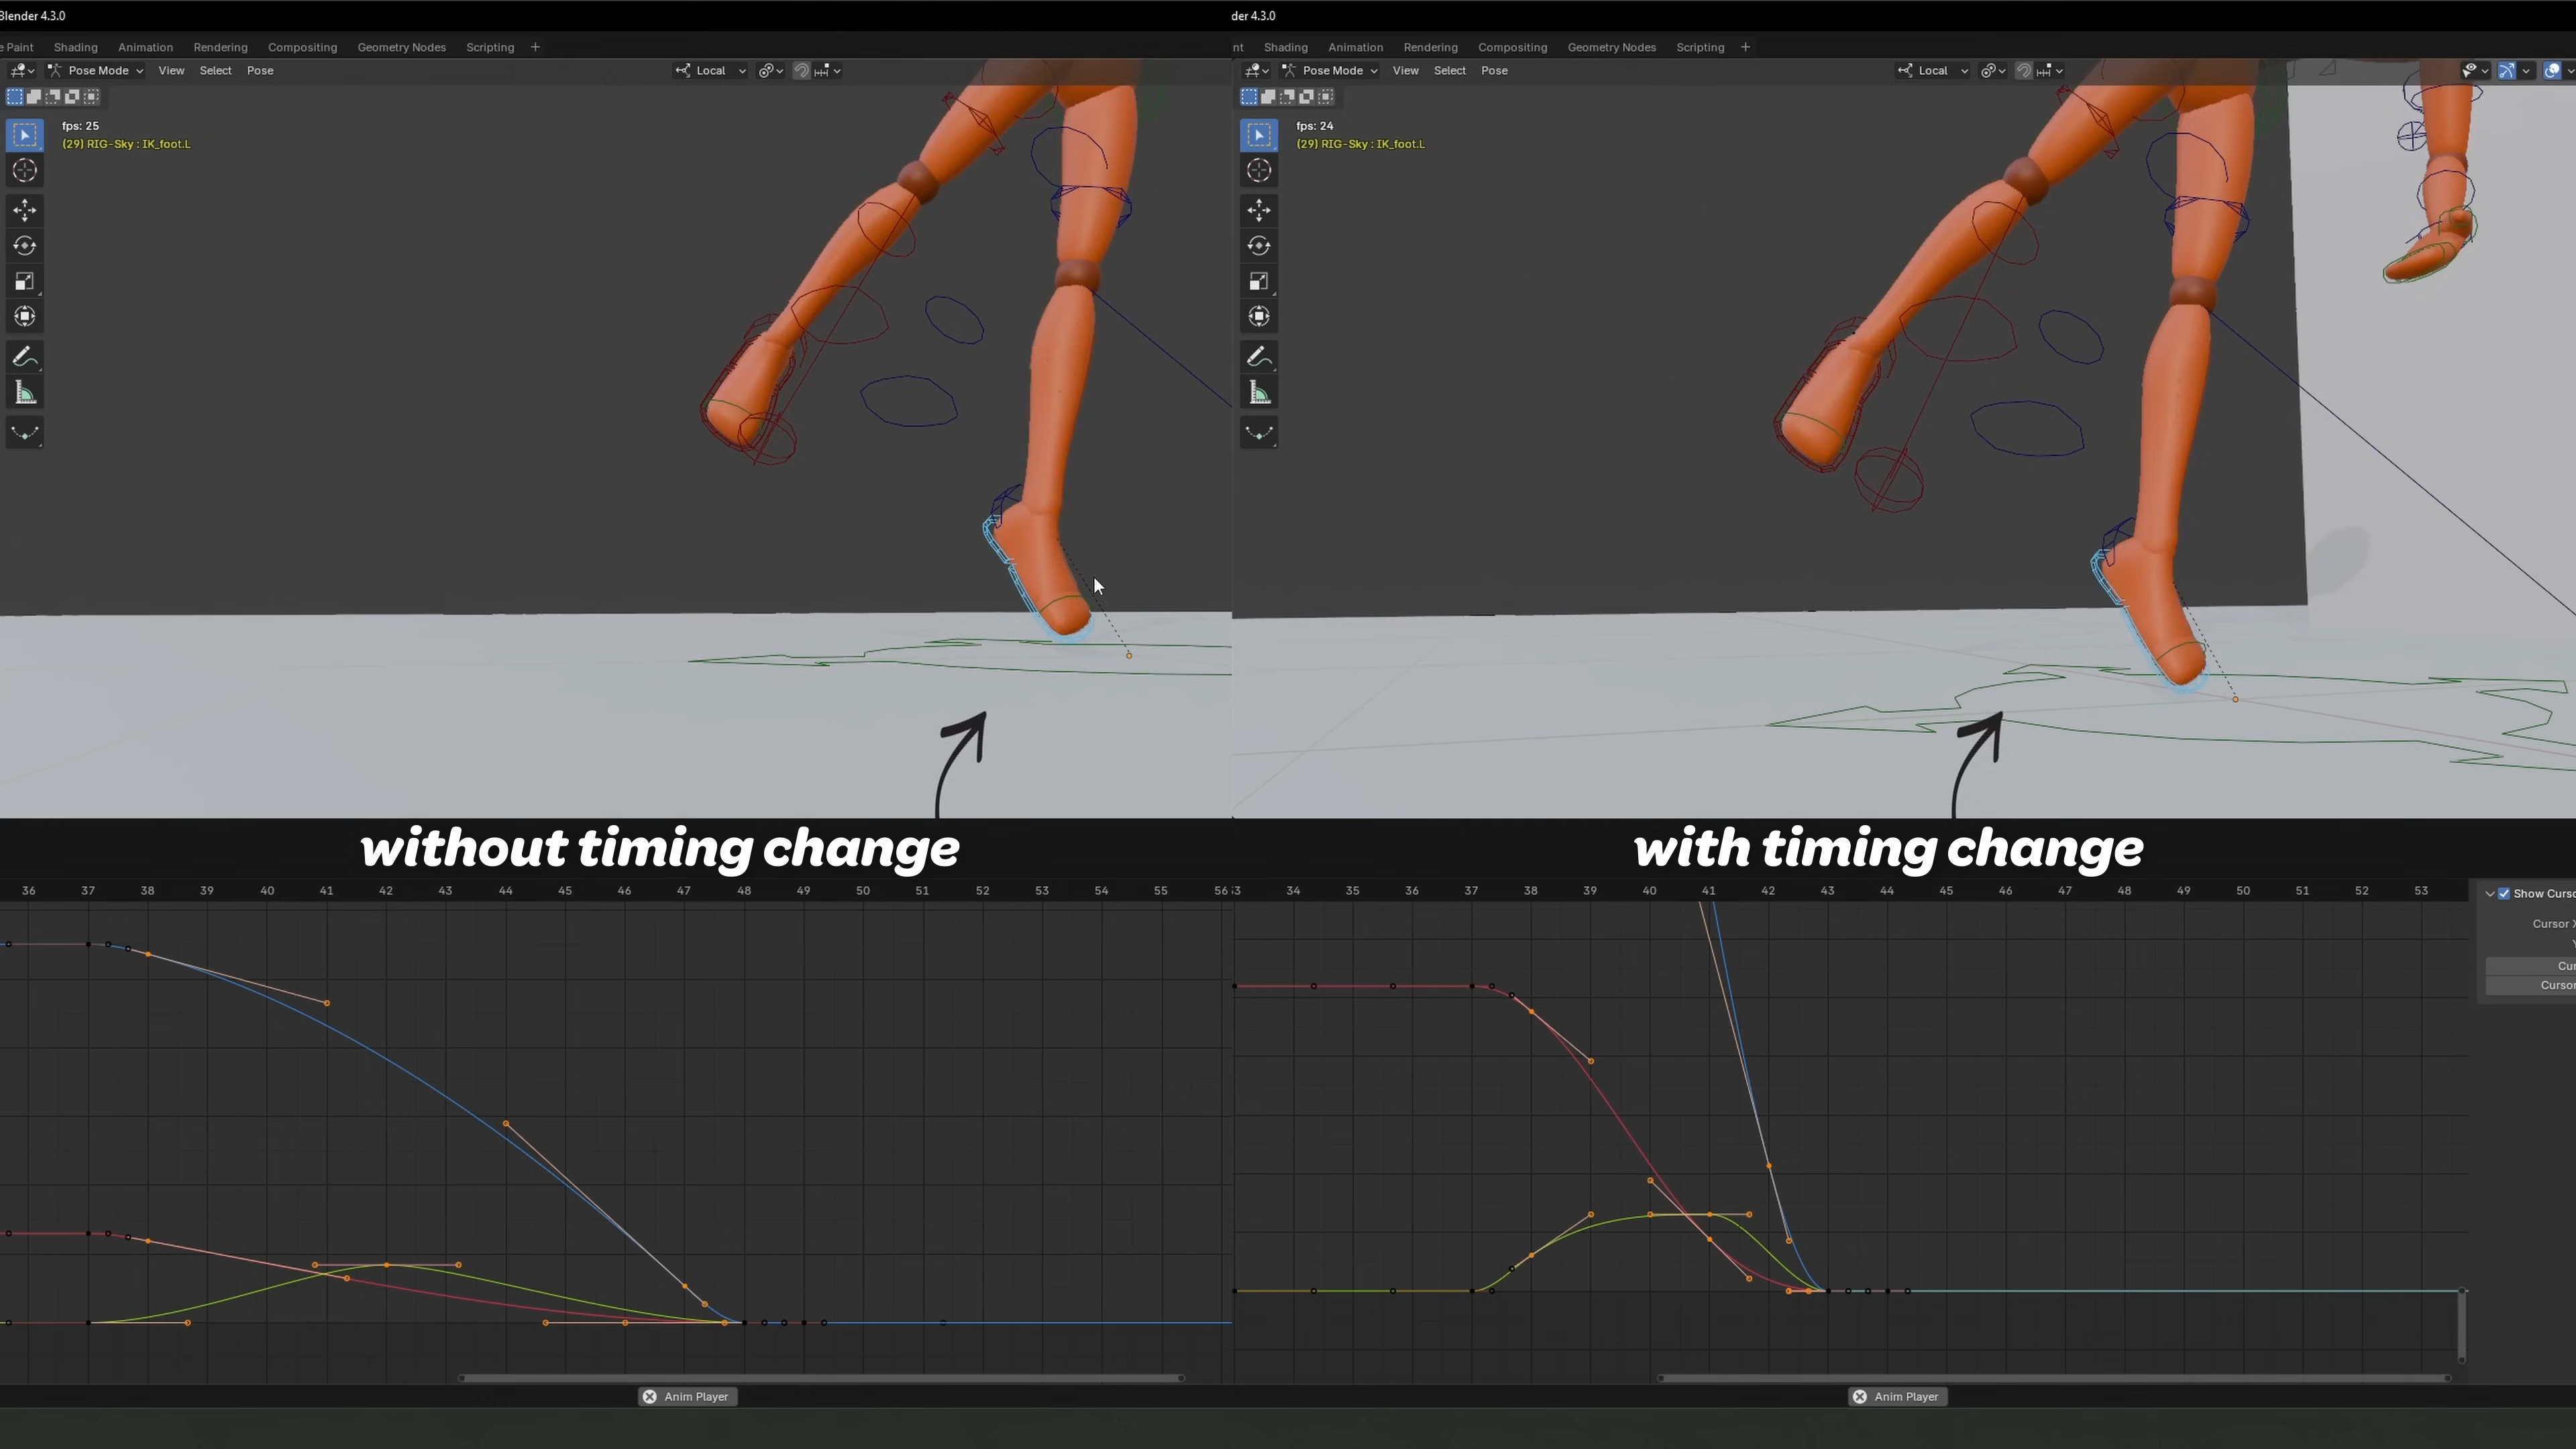 Blender 4.3.0
der 4.3.0
e Paint Shading Animation Rendering Compositing Geometry Nodes Scripting +
nt Shading Animation Rendering Compositing Geometry Nodes Scripting +
Pose Mode View Select Pose Local
Pose Mode View Select Pose Local
fps: 25
(29) RIG-Sky : IK_foot.L
fps: 24
(29) RIG-Sky : IK_foot.L
without timing change
with timing change
36 37 38 39 40 41 42 43 44 45 46 47 48 49 50 51 52 53 54 55 56
3 34 35 36 37 38 39 40 41 42 43 44 45 46 47 48 49 50 51 52 53
Show Curso
Cursor X
Y
Cur
Cursor
Anim Player
Anim Player